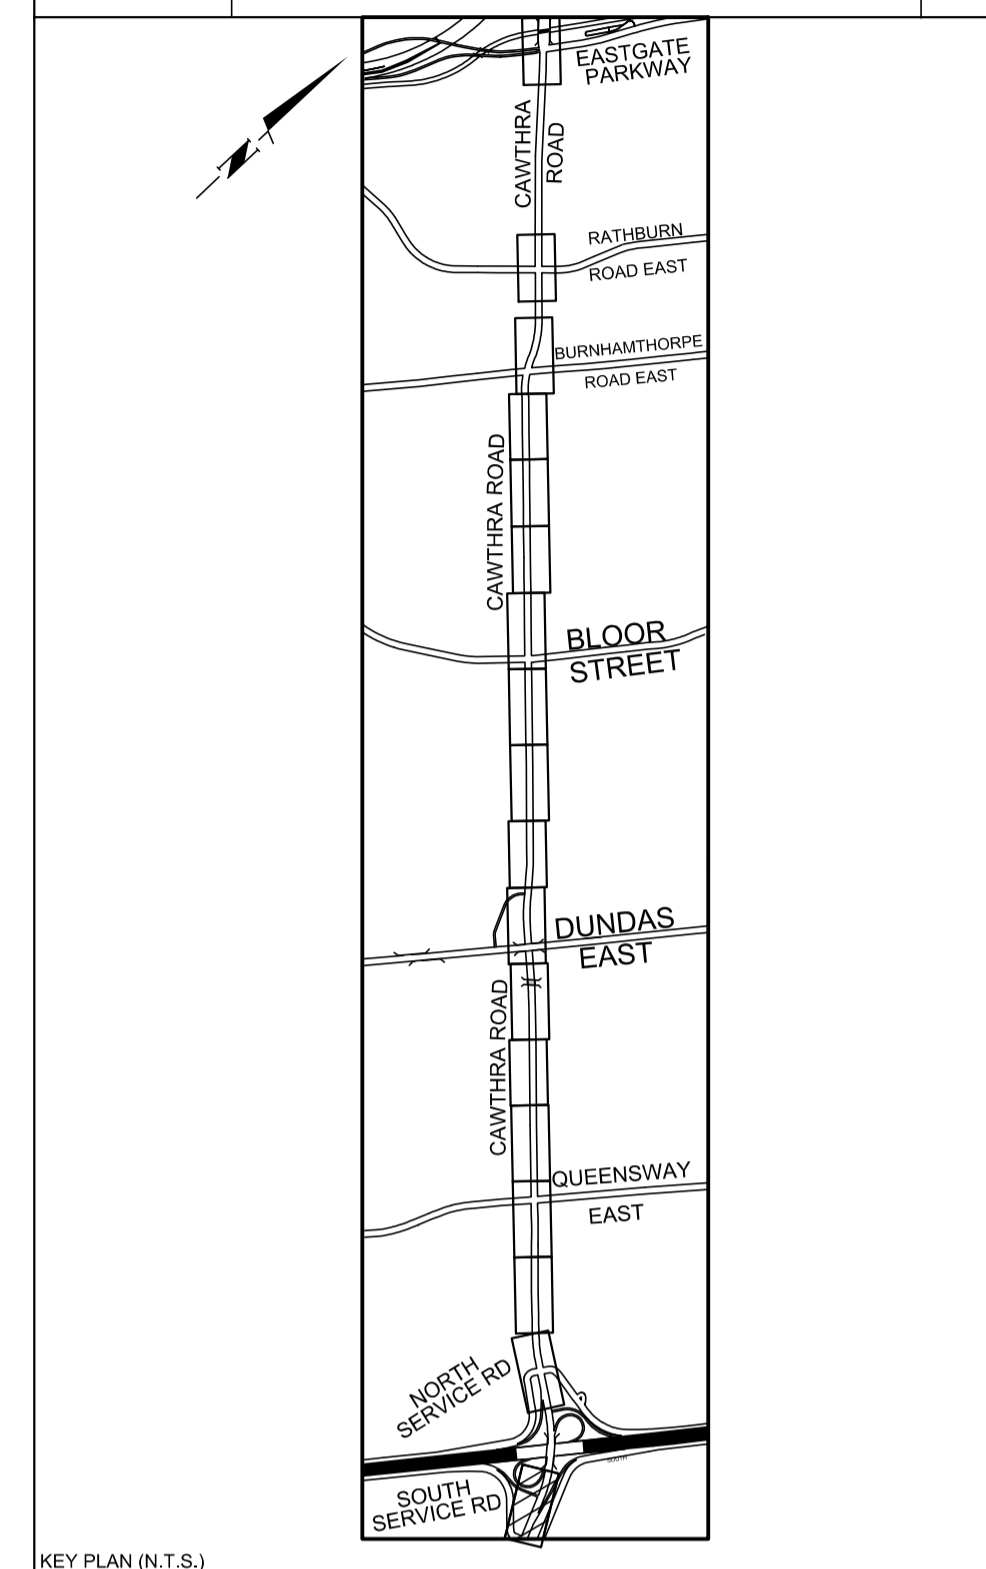 EASTGATE
PARKWAY
N
CAWTHRA
ROAD
RATHBURN
ROAD EAST
BURNHAMTHORPE
ROAD EAST
CAWTHRA ROAD
BLOOR
STREET
DUNDAS
EAST
CAWTHRA ROAD
QUEENSWAY
EAST
NORTH
SERVICE RD
SOUTH
SOUTH
SERVICE RD
KEY PLAN (N.T.S.)